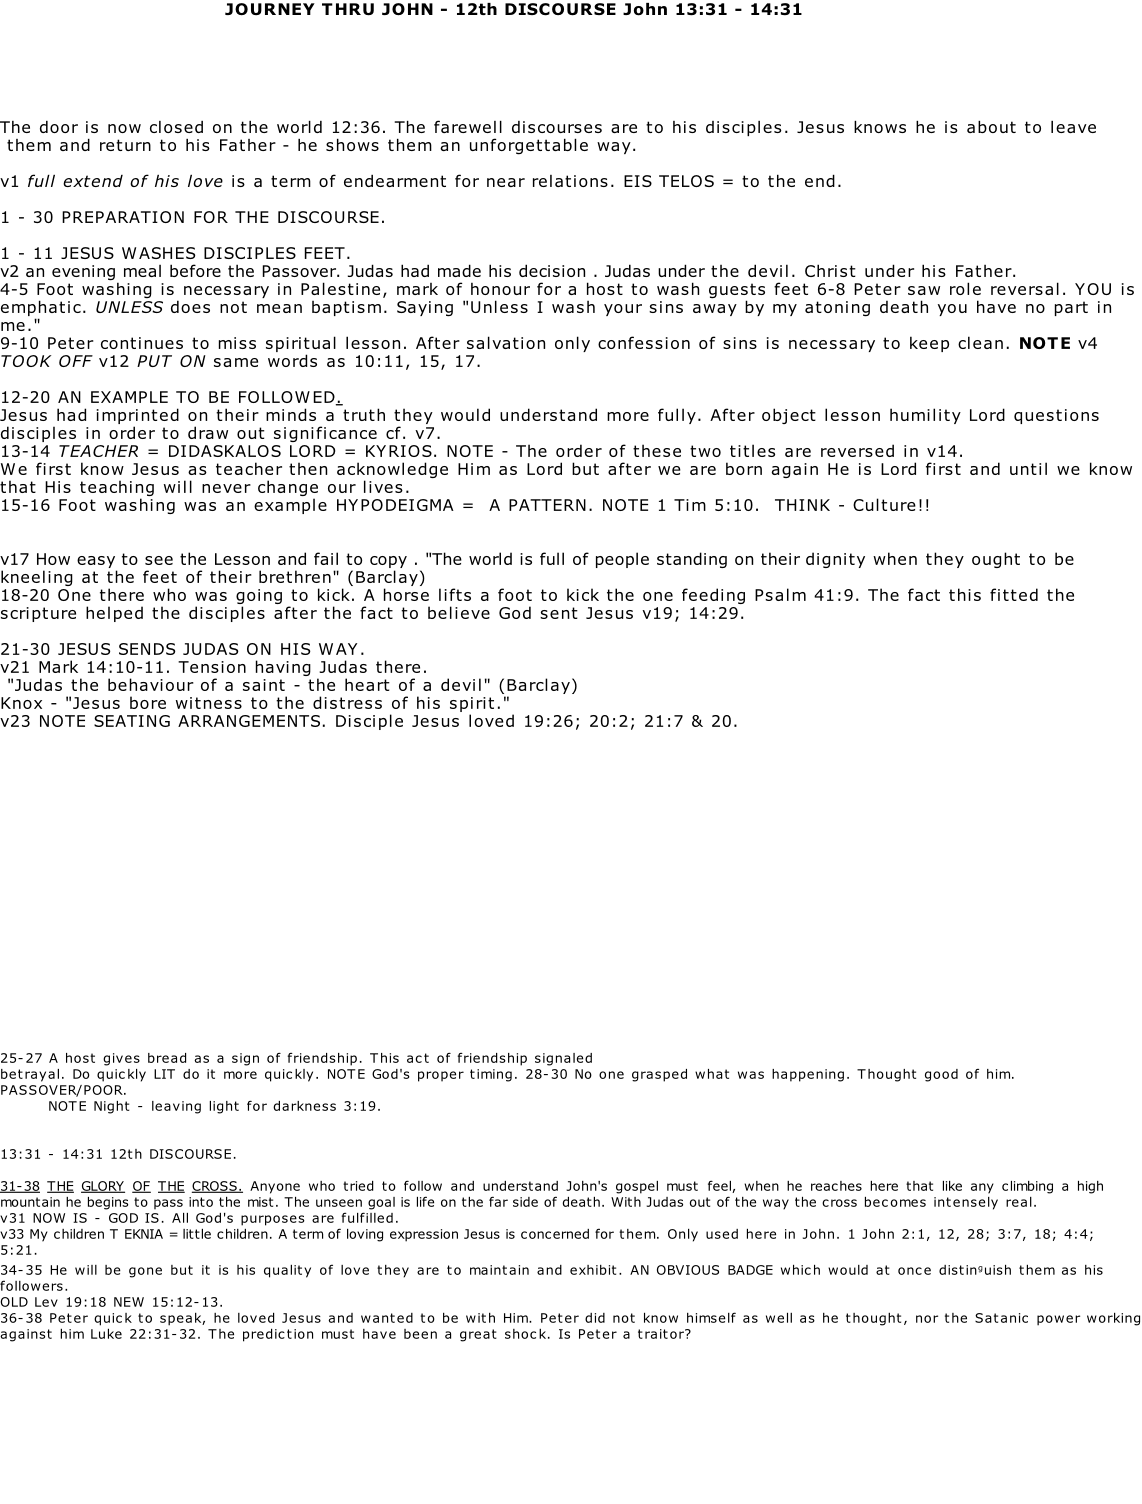 JOURNEY THRU JOHN - 12th DISCOURSE John 13:31 - 14:31
The door is now closed on the world 12:36. The farewell discourses are to his disciples. Jesus knows he is about to leave
them and return to his Father - he shows them an unforgettable way.
v1 full extend of his love is a term of endearment for near relations. EIS TELOS = to the end.
1 - 30 PREPARATION FOR THE DISCOURSE.
1 - 11 JESUS WASHES DISCIPLES FEET.
v2 an evening meal before the Passover. Judas had made his decision . Judas under the devil. Christ under his Father.
4-5 Foot washing is necessary in Palestine, mark of honour for a host to wash guests feet 6-8 Peter saw role reversal. YOU is
emphatic. UNLESS does not mean baptism. Saying "Unless I wash your sins away by my atoning death you have no part in
me."
9-10 Peter continues to miss spiritual lesson. After salvation only confession of sins is necessary to keep clean. NOTE v4
TOOK OFF v12 PUT ON same words as 10:11, 15, 17.
12-20 AN EXAMPLE TO BE FOLLOWED.
Jesus had imprinted on their minds a truth they would understand more fully. After object lesson humility Lord questions
disciples in order to draw out significance cf. v7.
13-14 TEACHER = DIDASKALOS LORD = KYRIOS. NOTE - The order of these two titles are reversed in v14.
We first know Jesus as teacher then acknowledge Him as Lord but after we are born again He is Lord first and until we know
that His teaching will never change our lives.
15-16 Foot washing was an example HYPODEIGMA = A PATTERN. NOTE 1 Tim 5:10. THINK - Culture!!
v17 How easy to see the Lesson and fail to copy . "The world is full of people standing on their dignity when they ought to be
kneeling at the feet of their brethren" (Barclay)
18-20 One there who was going to kick. A horse lifts a foot to kick the one feeding Psalm 41:9. The fact this fitted the
scripture helped the disciples after the fact to believe God sent Jesus v19; 14:29.
21-30 JESUS SENDS JUDAS ON HIS WAY.
v21 Mark 14:10-11. Tension having Judas there.
"Judas the behaviour of a saint - the heart of a devil" (Barclay)
Knox - "Jesus bore witness to the distress of his spirit."
v23 NOTE SEATING ARRANGEMENTS. Disciple Jesus loved 19:26; 20:2; 21:7 & 20.
25-27 A host gives bread as a sign of friendship. This act of friendship signaled
betrayal. Do quickly LIT do it more quickly. NOTE God's proper timing. 28-30 No one grasped what was happening. Thought good of him.
PASSOVER/POOR.
NOTE Night - leaving light for darkness 3:19.
13:31 - 14:31 12th DISCOURSE.
31-38 THE GLORY OF THE CROSS. Anyone who tried to follow and understand John's gospel must feel, when he reaches here that like any climbing a high
mountain he begins to pass into the mist. The unseen goal is life on the far side of death. With Judas out of the way the cross becomes intensely real.
v31 NOW IS - GOD IS. All God's purposes are fulfilled.
v33 My children T EKNIA = little children. A term of loving expression Jesus is concerned for them. Only used here in John. 1 John 2:1, 12, 28; 3:7, 18; 4:4;
5:21.
34-35 He will be gone but it is his quality of love they are to maintain and exhibit. AN OBVIOUS BADGE which would at once distinguish them as his
followers.
OLD Lev 19:18 NEW 15:12-13.
36-38 Peter quick to speak, he loved Jesus and wanted to be with Him. Peter did not know himself as well as he thought, nor the Satanic power working
against him Luke 22:31-32. The prediction must have been a great shock. Is Peter a traitor?